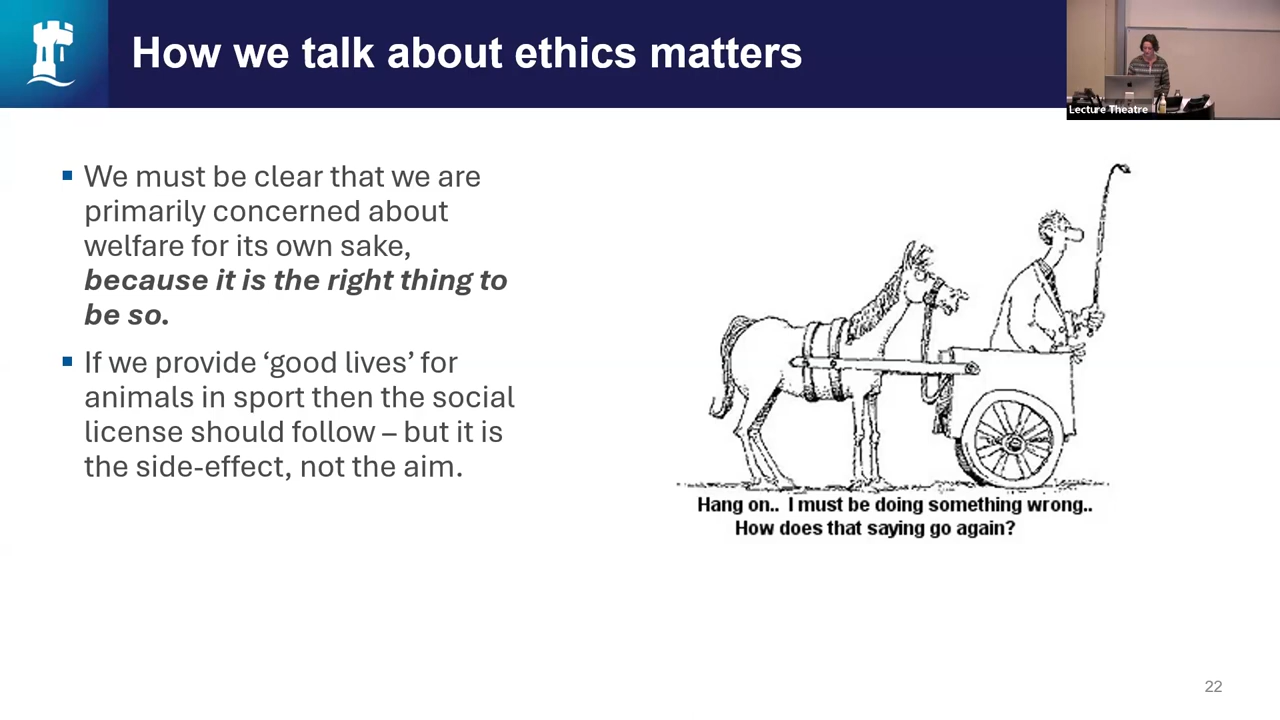 How we talk about ethics matters
Lecture Theatre
We must be clear that we are
primarily concerned about
welfare for its own sake,
because it is the right thing to
be so.
If we provide ‘good lives’ for
animals in sport then the social
license should follow – but it is
the side-effect, not the aim.
Hang on.. I must be doing something wrong..
How does that saying go again?
22